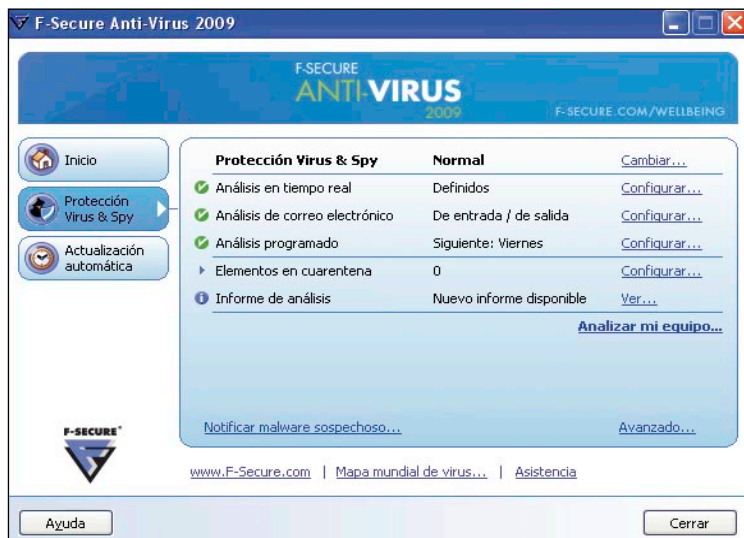 F-Secure Anti-Virus 2009
F-SECURE
ANTI-VIRUS
2009
F-SECURE.COM/WELLBEING
Inicio
Protección
Virus & Spy
Actualización
automática
Protección Virus & Spy Normal Cambiar...
Análisis en tiempo real Definidos Configurar...
Análisis de correo electrónico De entrada / de salida Configurar...
Análisis programado Siguiente: Viernes Configurar...
Elementos en cuarentena 0 Configurar...
Informe de análisis Nuevo informe disponible Ver...
Analizar mi equipo...
Notificar malware sospechoso... Avanzado...
F-SECURE
www.F-Secure.com | Mapa mundial de virus... | Asistencia
Ayuda Cerrar